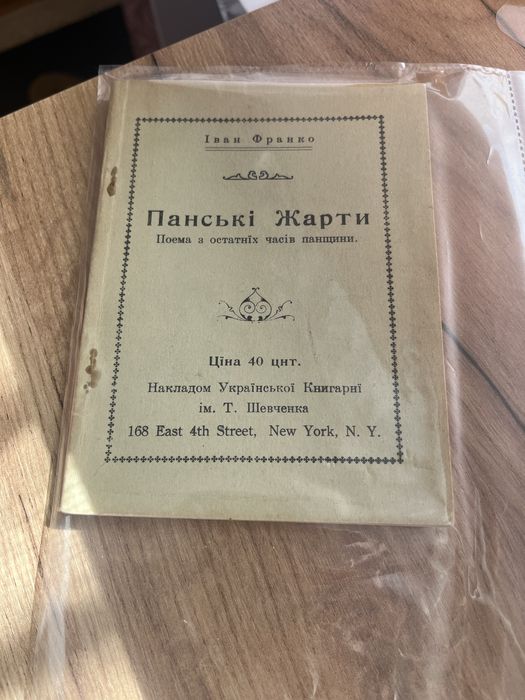 Іван Франко
Панські Жарти
Поема з остатніх часів панщини.
Ціна 40 цнт.
Накладом Української Книгарні
ім. Т. Шевченка
168 East 4th Street, New York, N. Y.